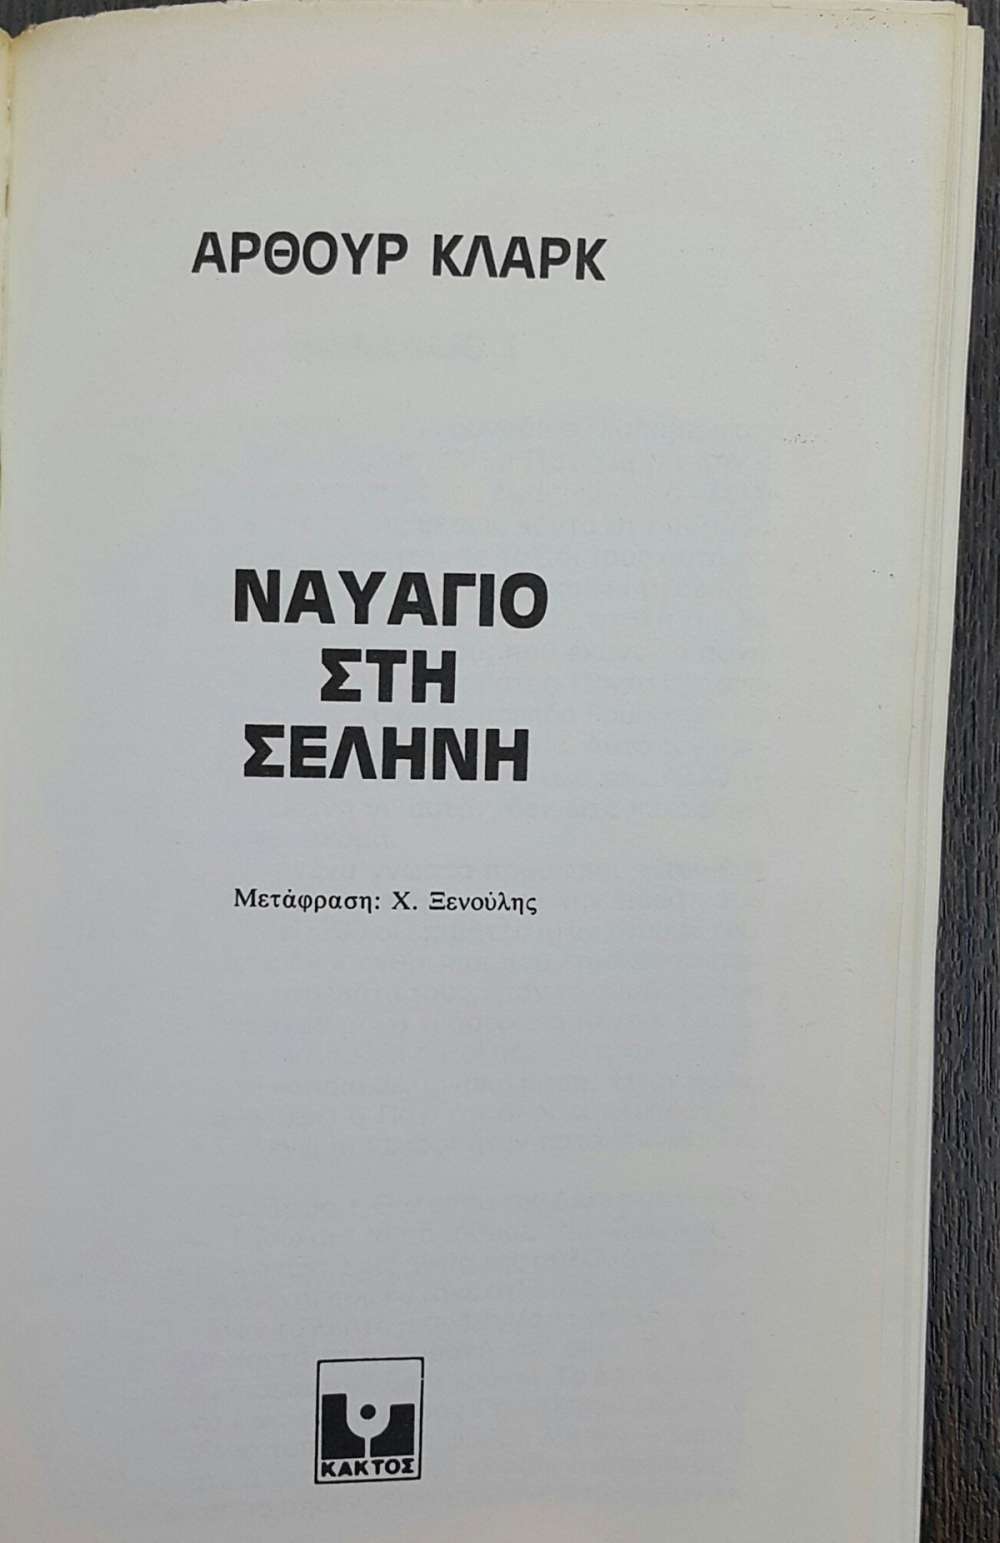 ΑΡΘΟΥΡ ΚΛΑΡΚ
ΝΑΥΑΓΙΟ
ΣΤΗ
ΣΕΛΗΝΗ
Μετάφραση: Χ. Ξενούλης
ΚΑΚΤΟΣ